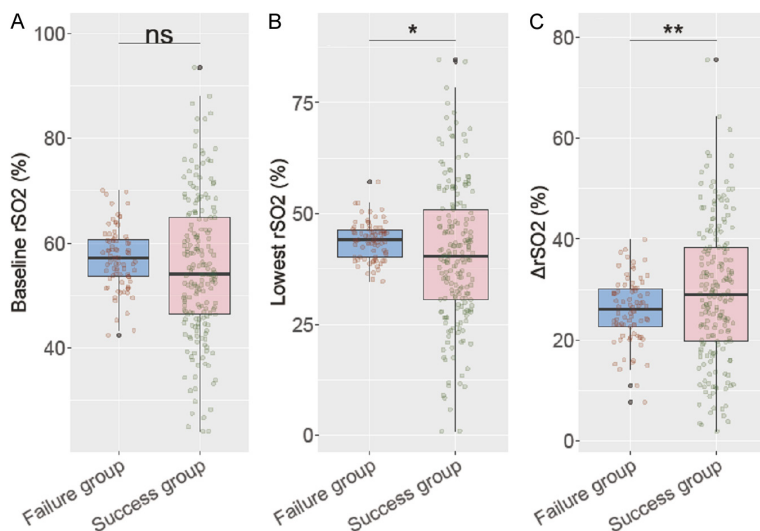 A
ns
Baseline rSO2 (%)
100
80
60
40
Failure group
Success group
B
*
Lowest rSO2 (%)
75
50
25
0
Failure group
Success group
C
**
ΔrSO2 (%)
80
60
40
20
0
Failure group
Success group